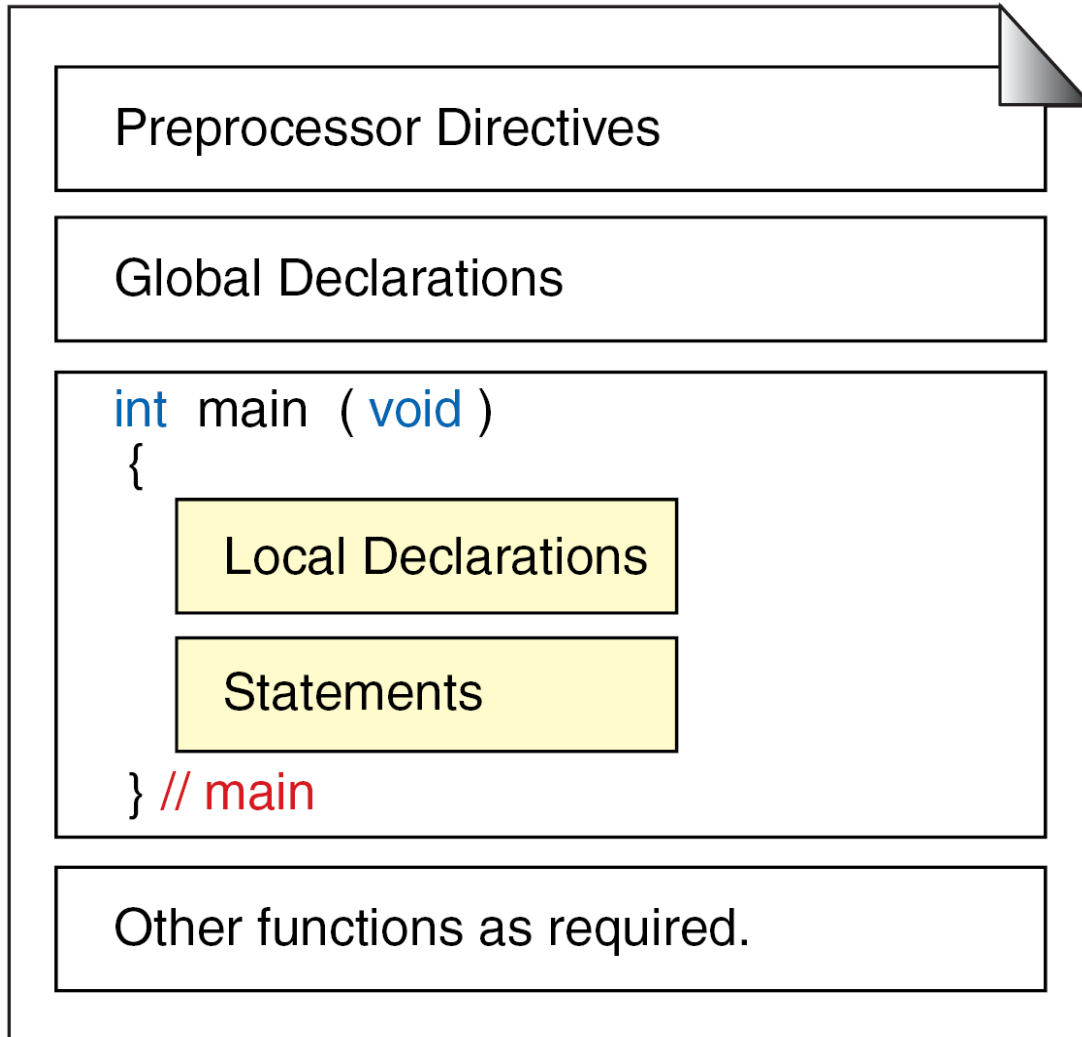 Preprocessor Directives
Global Declarations
int main ( void )
{
Local Declarations
Statements
} // main
Other functions as required.